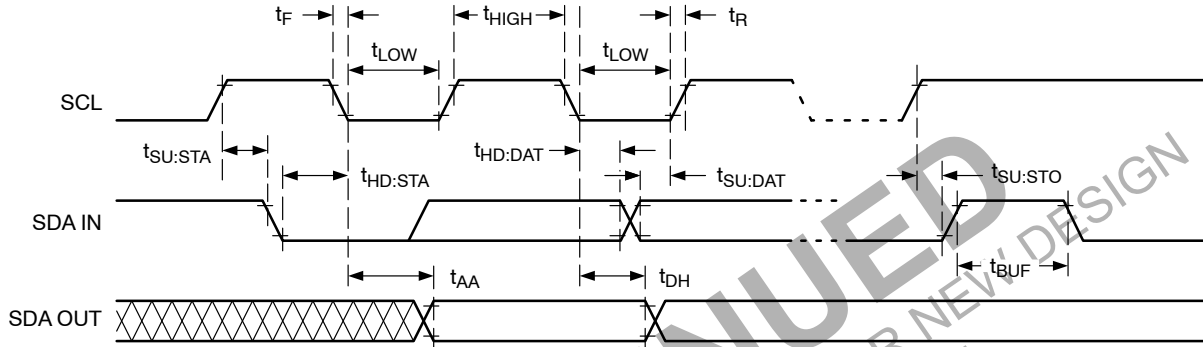 tF
tHIGH
tR
tLOW
tLOW
SCL
tSU:STA
tHD:STA
tHD:DAT
tSU:DAT
tSU:STO
SDA IN
tBUF
tAA
tDH
SDA OUT
NUED
R NEW DESIGN